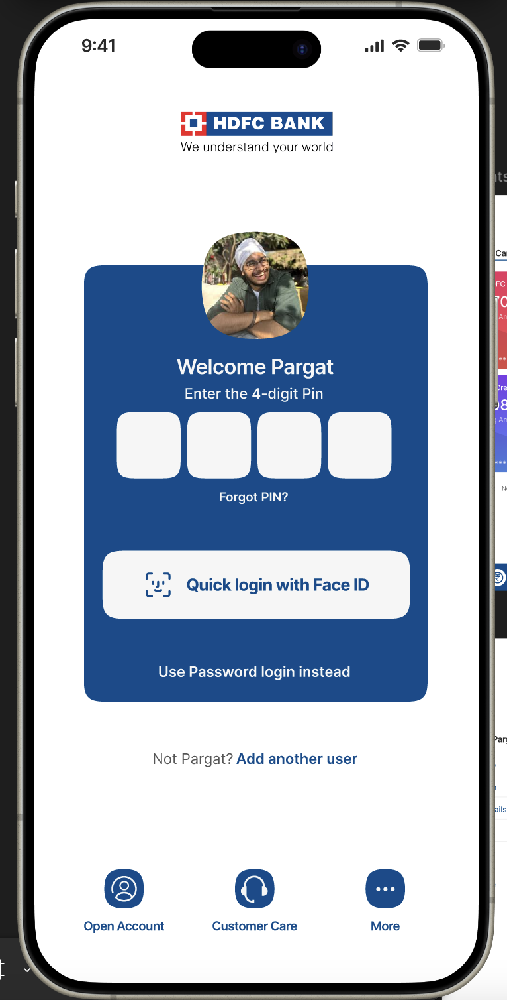 9:41
HDFC BANK
We understand your world
Welcome Pargat
Enter the 4-digit Pin
Forgot PIN?
Quick login with Face ID
Use Password login instead
Not Pargat? Add another user
Open Account
Customer Care
More